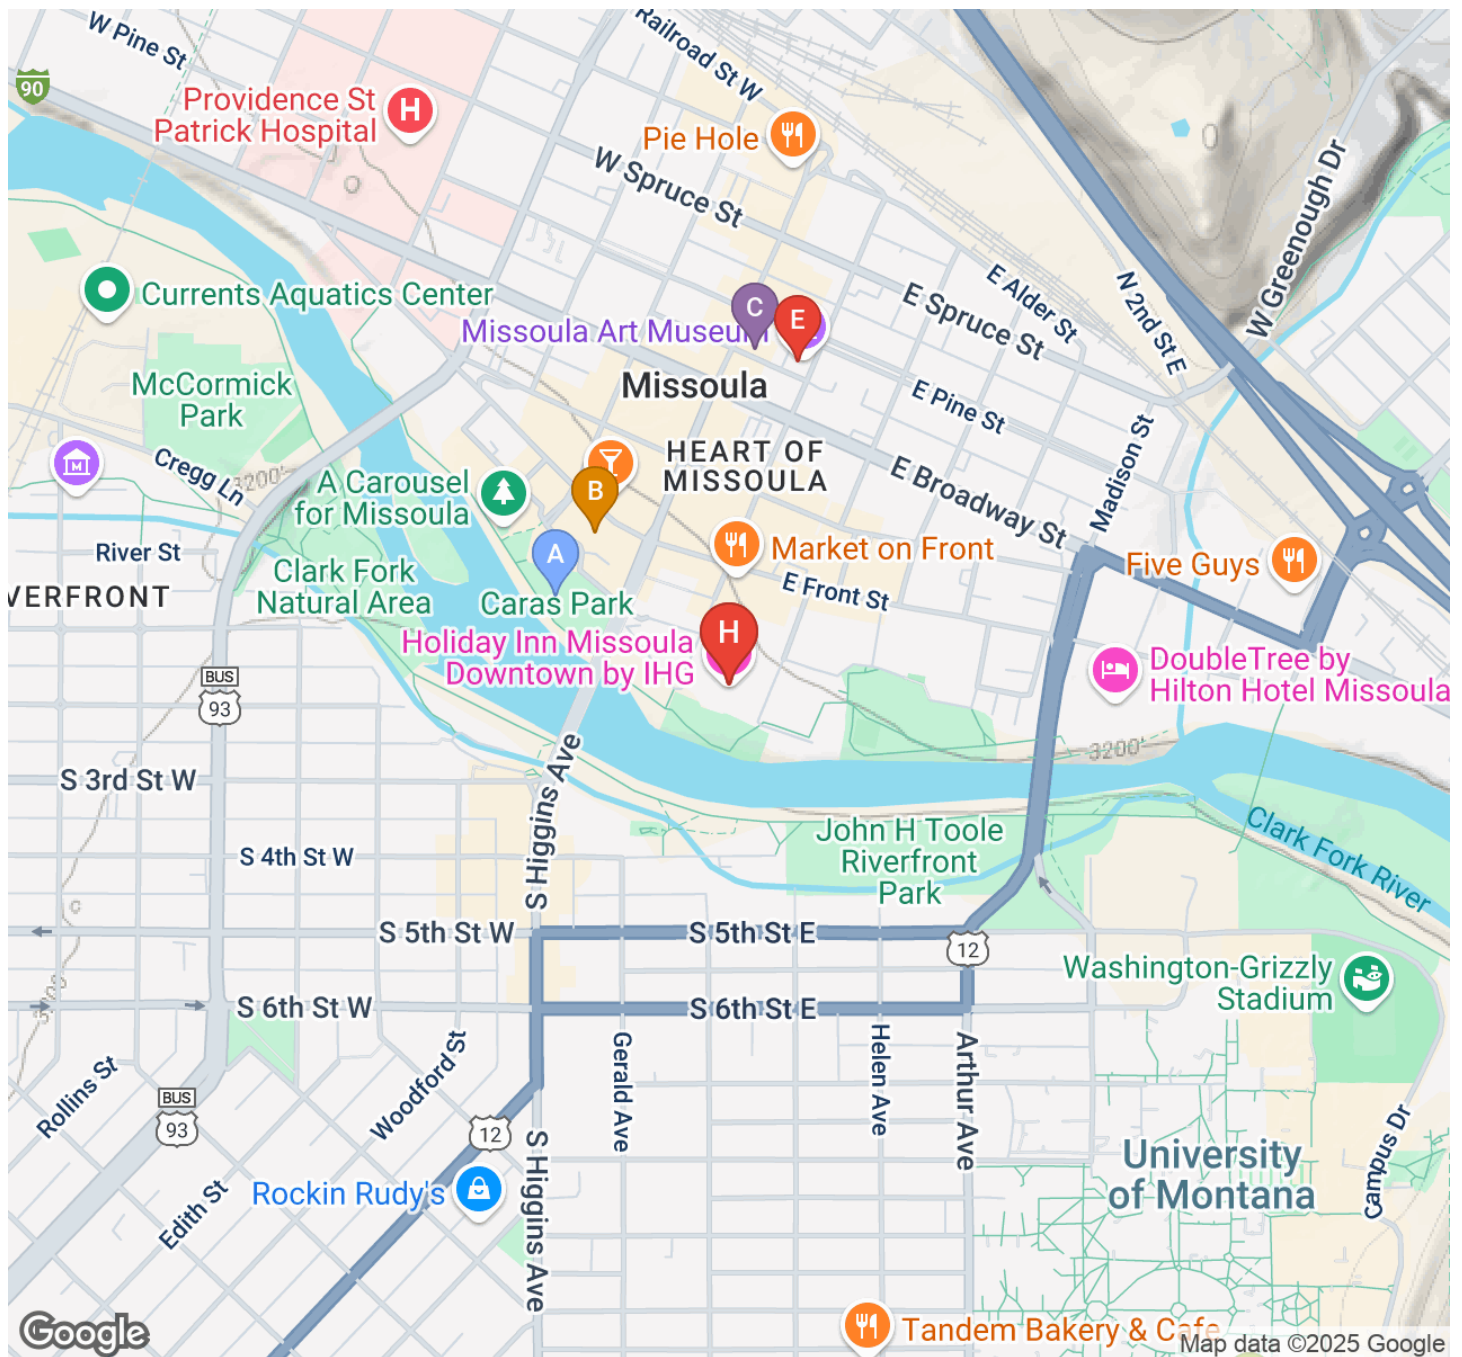 W Pine St
Railroad St W
90
Providence St
Patrick Hospital
H
Pie Hole
W Spruce St
W Greenough Dr
Currents Aquatics Center
E Alder St
N 2nd St E
E Spruce St
C
E
Missoula Art Museum
McCormick
Park
Missoula
E Pine St
HEART OF
MISSOULA
Madison St
M
Cregg Ln
3200'
A Carousel
for Missoula
B
E Broadway St
River St
A
Market on Front
Five Guys
Clark Fork
Natural Area
VERFRONT
Caras Park
E Front St
H
Holiday Inn Missoula
Downtown by IHG
DoubleTree by
Hilton Hotel Missoula
BUS
93
S Higgins Ave
3200'
S 3rd St W
John H Toole
Riverfront
Park
Clark Fork River
S 4th St W
S 5th St W
S 5th St E
12
Washington-Grizzly
Stadium
S 6th St W
S 6th St E
Rollins St
Woodford St
Gerald Ave
Helen Ave
Arthur Ave
BUS
93
12
S Higgins Ave
University
of Montana
Campus Dr
Rockin Rudy's
Edith St
Tandem Bakery & Cafe
Google
Map data ©2025 Google